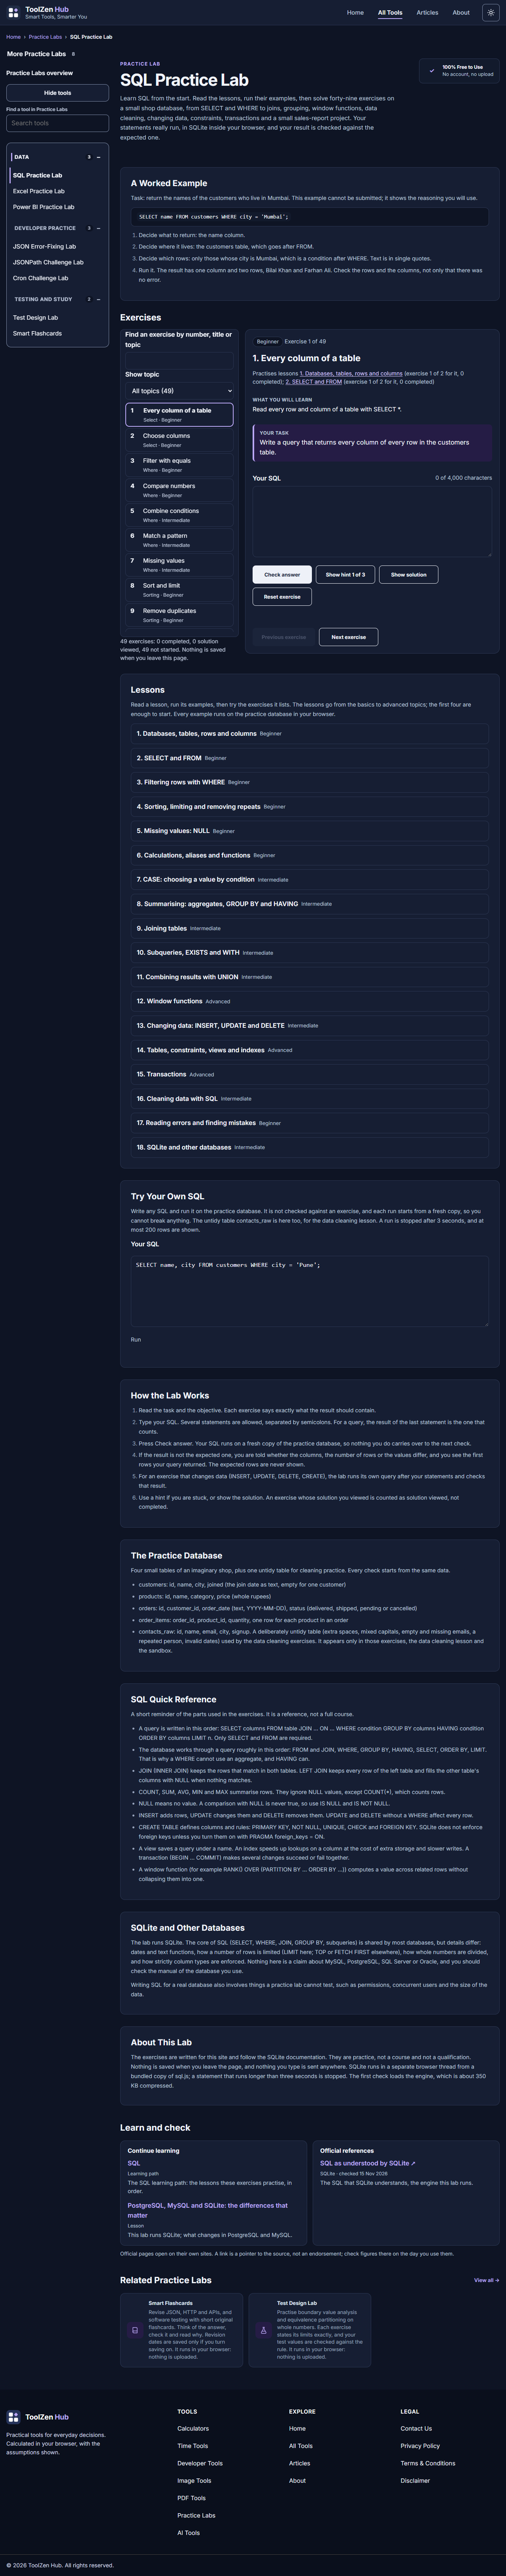 ToolZen Hub
Smart Tools, Smarter You
Home
All Tools
Articles
About
Home › Practice Labs › SQL Practice Lab
More Practice Labs 8
Practice Labs overview
Hide tools
Find a tool in Practice Labs
Search tools
DATA 3 −
SQL Practice Lab
Excel Practice Lab
Power BI Practice Lab
DEVELOPER PRACTICE 3 −
JSON Error-Fixing Lab
JSONPath Challenge Lab
Cron Challenge Lab
TESTING AND STUDY 2 −
Test Design Lab
Smart Flashcards
PRACTICE LAB
SQL Practice Lab
Learn SQL from the start. Read the lessons, run their examples, then solve forty-nine exercises on
a small shop database, from SELECT and WHERE to joins, grouping, window functions, data
cleaning, changing data, constraints, transactions and a small sales-report project. Your
statements really run, in SQLite inside your browser, and your result is checked against the
expected one.
✓ 100% Free to Use
No account, no upload
A Worked Example
Task: return the names of the customers who live in Mumbai. This example cannot be submitted; it shows the reasoning you will use.
SELECT name FROM customers WHERE city = 'Mumbai';
1. Decide what to return: the name column.
2. Decide where it lives: the customers table, which goes after FROM.
3. Decide which rows: only those whose city is Mumbai, which is a condition after WHERE. Text is in single quotes.
4. Run it. The result has one column and two rows, Bilal Khan and Farhan Ali. Check the rows and the columns, not only that there was
no error.
Exercises
Find an exercise by number, title or
topic
Show topic
All topics (49)
1 Every column of a table
Select · Beginner
2 Choose columns
Select · Beginner
3 Filter with equals
Where · Beginner
4 Compare numbers
Where · Beginner
5 Combine conditions
Where · Intermediate
6 Match a pattern
Where · Intermediate
7 Missing values
Where · Intermediate
8 Sort and limit
Sorting · Beginner
9 Remove duplicates
Sorting · Beginner
49 exercises: 0 completed, 0 solution
viewed, 49 not started. Nothing is saved
when you leave this page.
Beginner Exercise 1 of 49
1. Every column of a table
Practises lessons 1. Databases, tables, rows and columns (exercise 1 of 2 for it, 0
completed); 2. SELECT and FROM (exercise 1 of 2 for it, 0 completed)
WHAT YOU WILL LEARN
Read every row and column of a table with SELECT *.
YOUR TASK
Write a query that returns every column of every row in the customers
table.
Your SQL
0 of 4,000 characters
Check answer
Show hint 1 of 3
Show solution
Reset exercise
Previous exercise
Next exercise
Lessons
Read a lesson, run its examples, then try the exercises it lists. The lessons go from the basics to advanced topics; the first four are
enough to start. Every example runs on the practice database in your browser.
1. Databases, tables, rows and columns Beginner
2. SELECT and FROM Beginner
3. Filtering rows with WHERE Beginner
4. Sorting, limiting and removing repeats Beginner
5. Missing values: NULL Beginner
6. Calculations, aliases and functions Beginner
7. CASE: choosing a value by condition Intermediate
8. Summarising: aggregates, GROUP BY and HAVING Intermediate
9. Joining tables Intermediate
10. Subqueries, EXISTS and WITH Intermediate
11. Combining results with UNION Intermediate
12. Window functions Advanced
13. Changing data: INSERT, UPDATE and DELETE Intermediate
14. Tables, constraints, views and indexes Advanced
15. Transactions Advanced
16. Cleaning data with SQL Intermediate
17. Reading errors and finding mistakes Beginner
18. SQLite and other databases Intermediate
Try Your Own SQL
Write any SQL and run it on the practice database. It is not checked against an exercise, and each run starts from a fresh copy, so you
cannot break anything. The untidy table contacts_raw is here too, for the data cleaning lesson. A run is stopped after 3 seconds, and at
most 200 rows are shown.
Your SQL
SELECT name, city FROM customers WHERE city = 'Pune';
Run
How the Lab Works
1. Read the task and the objective. Each exercise says exactly what the result should contain.
2. Type your SQL. Several statements are allowed, separated by semicolons. For a query, the result of the last statement is the one that
counts.
3. Press Check answer. Your SQL runs on a fresh copy of the practice database, so nothing you do carries over to the next check.
4. If the result is not the expected one, you are told whether the columns, the number of rows or the values differ, and you see the first
rows your query returned. The expected rows are never shown.
5. For an exercise that changes data (INSERT, UPDATE, DELETE, CREATE), the lab runs its own query after your statements and checks
that result.
6. Use a hint if you are stuck, or show the solution. An exercise whose solution you viewed is counted as solution viewed, not
completed.
The Practice Database
Four small tables of an imaginary shop, plus one untidy table for cleaning practice. Every check starts from the same data.
• customers: id, name, city, joined (the join date as text, empty for one customer)
• products: id, name, category, price (whole rupees)
• orders: id, customer_id, order_date (text, YYYY-MM-DD), status (delivered, shipped, pending or cancelled)
• order_items: order_id, product_id, quantity, one row for each product in an order
• contacts_raw: id, name, email, city, signup. A deliberately untidy table (extra spaces, mixed capitals, empty and missing emails, a
repeated person, invalid dates) used by the data cleaning exercises. It appears only in those exercises, the data cleaning lesson and
the sandbox.
SQL Quick Reference
A short reminder of the parts used in the exercises. It is a reference, not a full course.
• A query is written in this order: SELECT columns FROM table JOIN ... ON ... WHERE condition GROUP BY columns HAVING condition
ORDER BY columns LIMIT n. Only SELECT and FROM are required.
• The database works through a query roughly in this order: FROM and JOIN, WHERE, GROUP BY, HAVING, SELECT, ORDER BY, LIMIT.
That is why a WHERE cannot use an aggregate, and HAVING can.
• JOIN (INNER JOIN) keeps the rows that match in both tables. LEFT JOIN keeps every row of the left table and fills the other table's
columns with NULL when nothing matches.
• COUNT, SUM, AVG, MIN and MAX summarise rows. They ignore NULL values, except COUNT(*), which counts rows.
• NULL means no value. A comparison with NULL is never true, so use IS NULL and IS NOT NULL.
• INSERT adds rows, UPDATE changes them and DELETE removes them. UPDATE and DELETE without a WHERE affect every row.
• CREATE TABLE defines columns and rules: PRIMARY KEY, NOT NULL, UNIQUE, CHECK and FOREIGN KEY. SQLite does not enforce
foreign keys unless you turn them on with PRAGMA foreign_keys = ON.
• A view saves a query under a name. An index speeds up lookups on a column at the cost of extra storage and slower writes. A
transaction (BEGIN ... COMMIT) makes several changes succeed or fail together.
• A window function (for example RANK() OVER (PARTITION BY ... ORDER BY ...)) computes a value across related rows without
collapsing them into one.
SQLite and Other Databases
The lab runs SQLite. The core of SQL (SELECT, WHERE, JOIN, GROUP BY, subqueries) is shared by most databases, but details differ:
dates and text functions, how a number of rows is limited (LIMIT here; TOP or FETCH FIRST elsewhere), how whole numbers are divided,
and how strictly column types are enforced. Nothing here is a claim about MySQL, PostgreSQL, SQL Server or Oracle, and you should
check the manual of the database you use.
Writing SQL for a real database also involves things a practice lab cannot test, such as permissions, concurrent users and the size of the
data.
About This Lab
The exercises are written for this site and follow the SQLite documentation. They are practice, not a course and not a qualification.
Nothing is saved when you leave the page, and nothing you type is sent anywhere. SQLite runs in a separate browser thread from a
bundled copy of sql.js; a statement that runs longer than three seconds is stopped. The first check loads the engine, which is about 350
KB compressed.
Learn and check
Continue learning
SQL
Learning path
The SQL learning path: the lessons these exercises practise, in
order.
PostgreSQL, MySQL and SQLite: the differences that
matter
Lesson
This lab runs SQLite; what changes in PostgreSQL and MySQL.
Official references
SQL as understood by SQLite ↗
SQLite · checked 15 Nov 2026
The SQL that SQLite understands, the engine this lab runs.
Official pages open on their own sites. A link is a pointer to the source, not an endorsement; check figures there on the day you use them.
Related Practice Labs
View all →
Smart Flashcards
Revise JSON, HTTP and APIs, and
software testing with short original
flashcards. Think of the answer,
check it and read why. Revision
dates are saved only if you turn
saving on. It runs in your browser:
nothing is uploaded.
Test Design Lab
Practise boundary value analysis
and equivalence partitioning on
whole numbers. Each exercise
states its limits exactly, and your
test values are checked against the
rule. It runs in your browser:
nothing is uploaded.
ToolZen Hub
Practical tools for everyday decisions.
Calculated in your browser, with the
assumptions shown.
TOOLS
Calculators
Time Tools
Developer Tools
Image Tools
PDF Tools
Practice Labs
AI Tools
EXPLORE
Home
All Tools
Articles
About
LEGAL
Contact Us
Privacy Policy
Terms & Conditions
Disclaimer
© 2026 ToolZen Hub. All rights reserved.